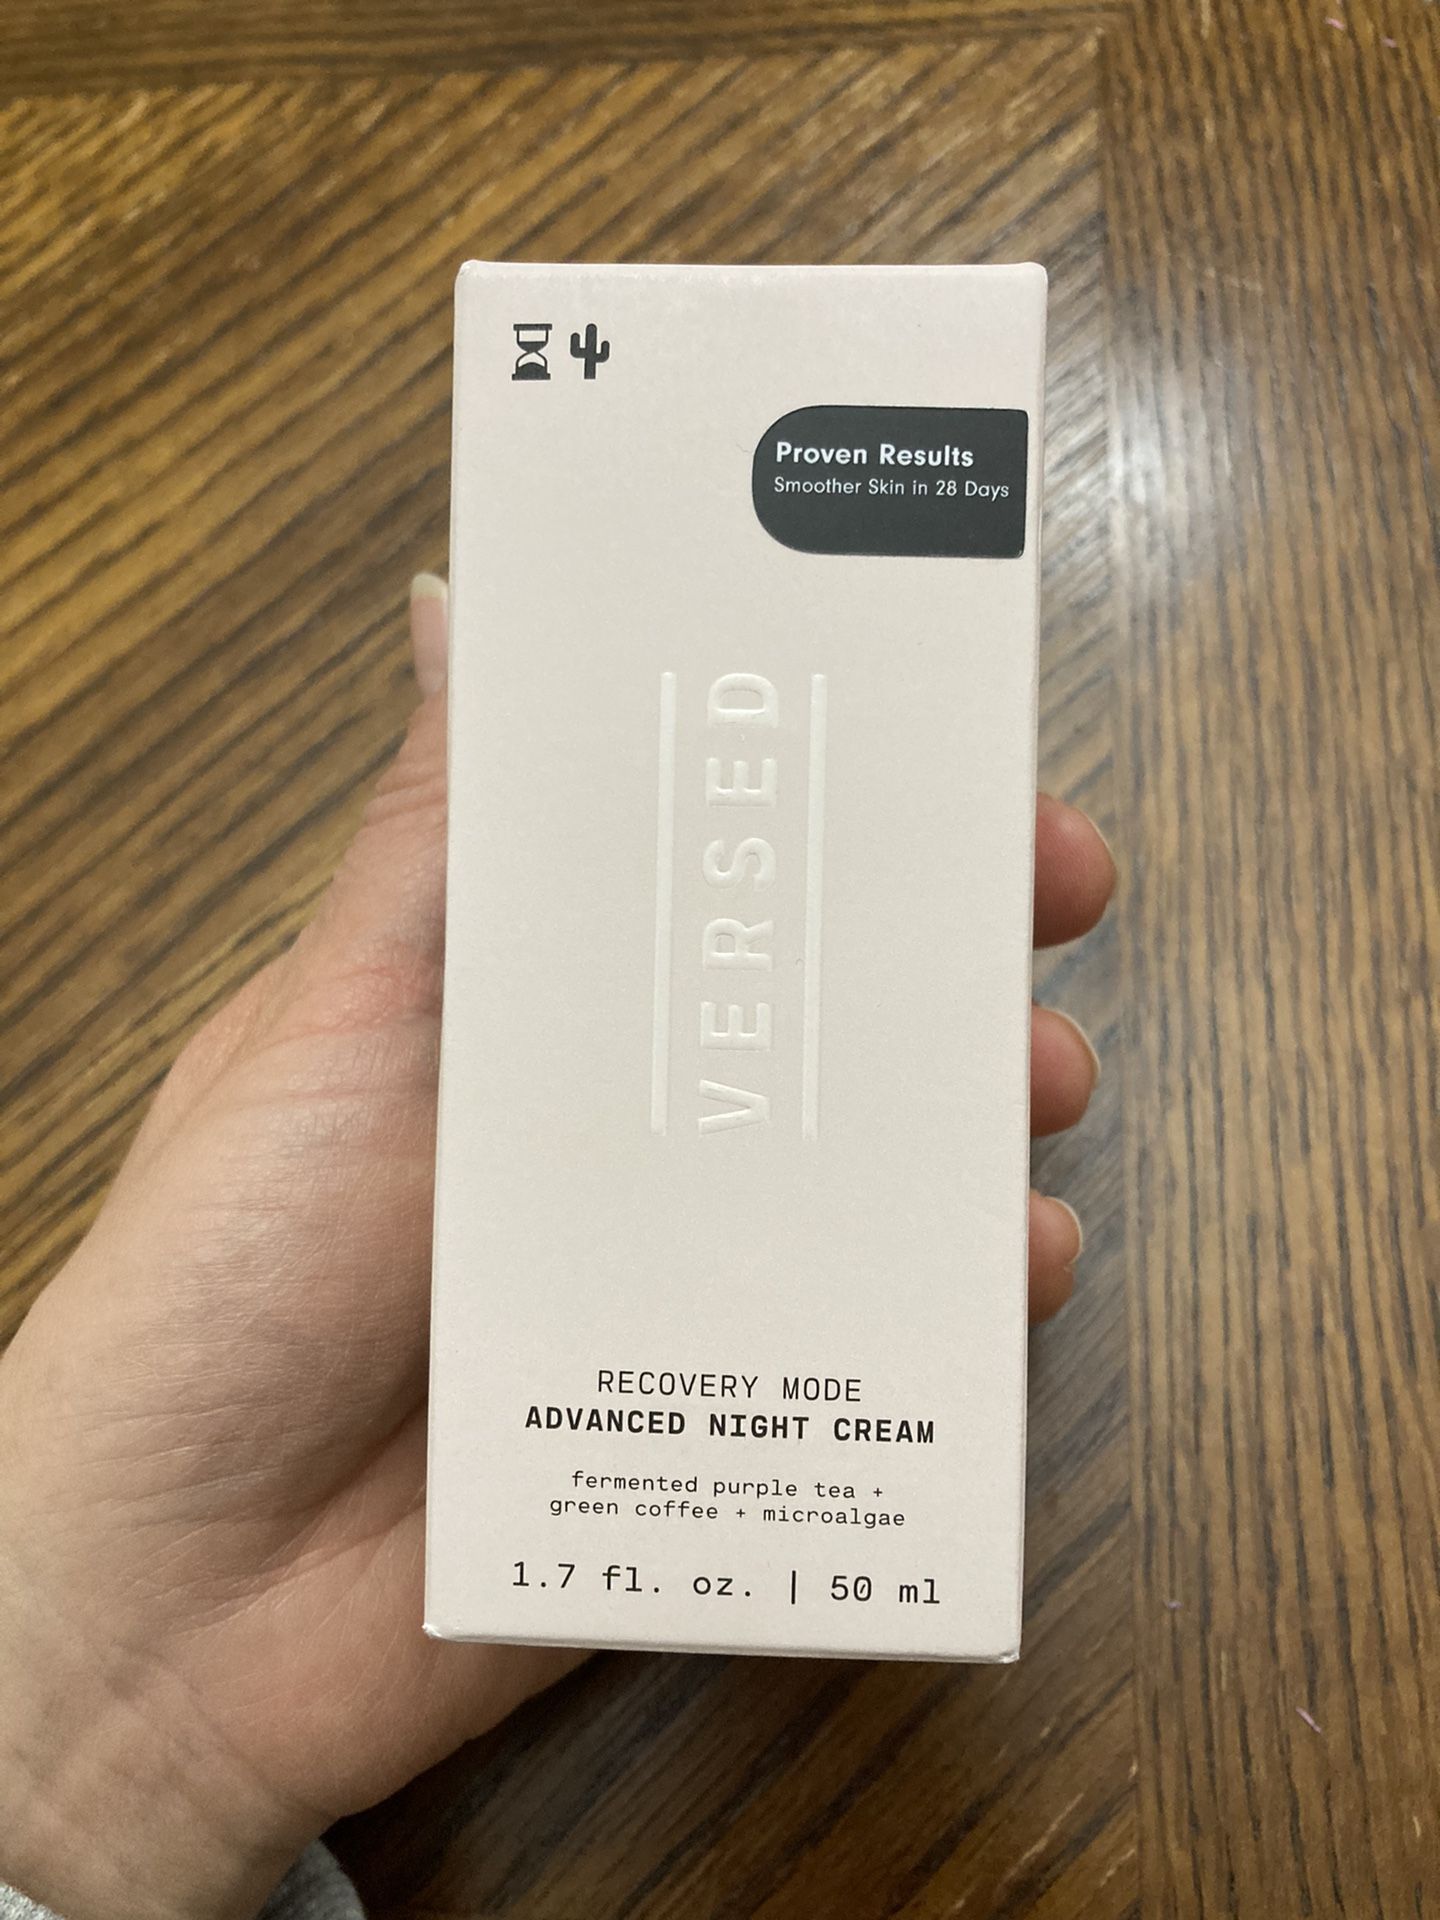 Proven Results
Smoother Skin in 28 Days
VERSED
RECOVERY MODE
ADVANCED NIGHT CREAM
fermented purple tea +
green coffee + microalgae
1.7 fl. oz. | 50 ml